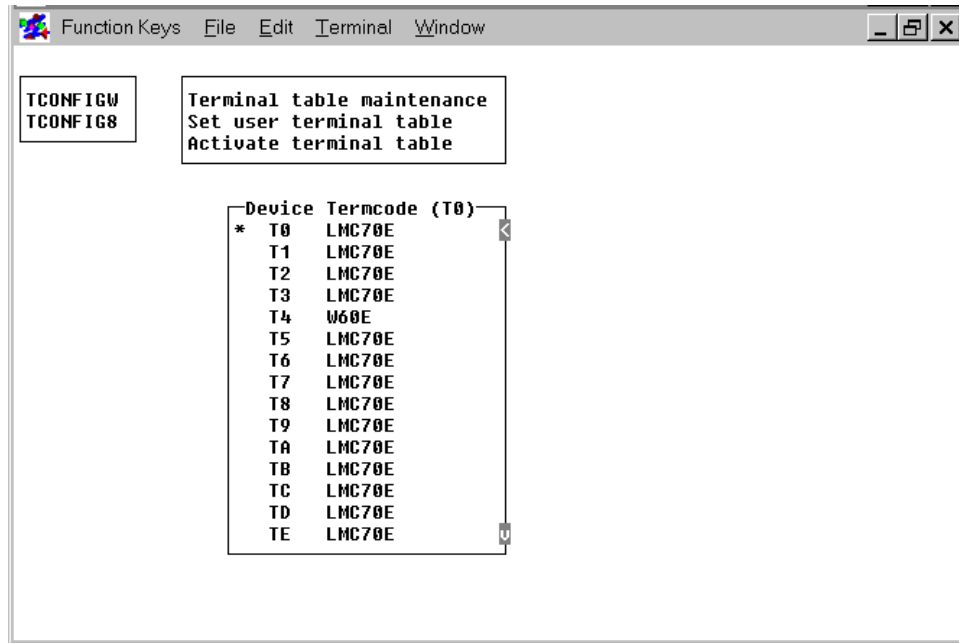 Function Keys File Edit Terminal Window
TCONFIGW
TCONFIG8
Terminal table maintenance
Set user terminal table
Activate terminal table
Device Termcode (T0)
* T0 LMC70E
T1 LMC70E
T2 LMC70E
T3 LMC70E
T4 W60E
T5 LMC70E
T6 LMC70E
T7 LMC70E
T8 LMC70E
T9 LMC70E
TA LMC70E
TB LMC70E
TC LMC70E
TD LMC70E
TE LMC70E